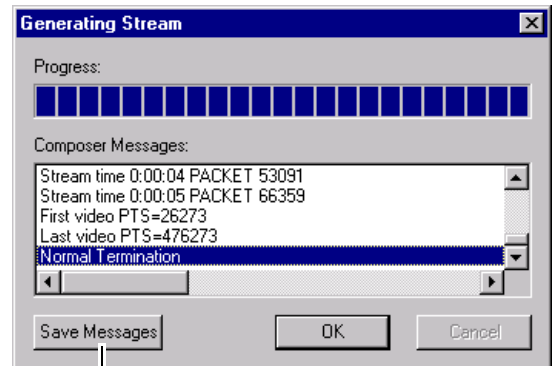 Generating Stream
Progress:
Composer Messages:
Stream time 0:00:04 PACKET 53091
Stream time 0:00:05 PACKET 66359
First video PTS=26273
Last video PTS=476273
Normal Termination
Save Messages OK Cancel